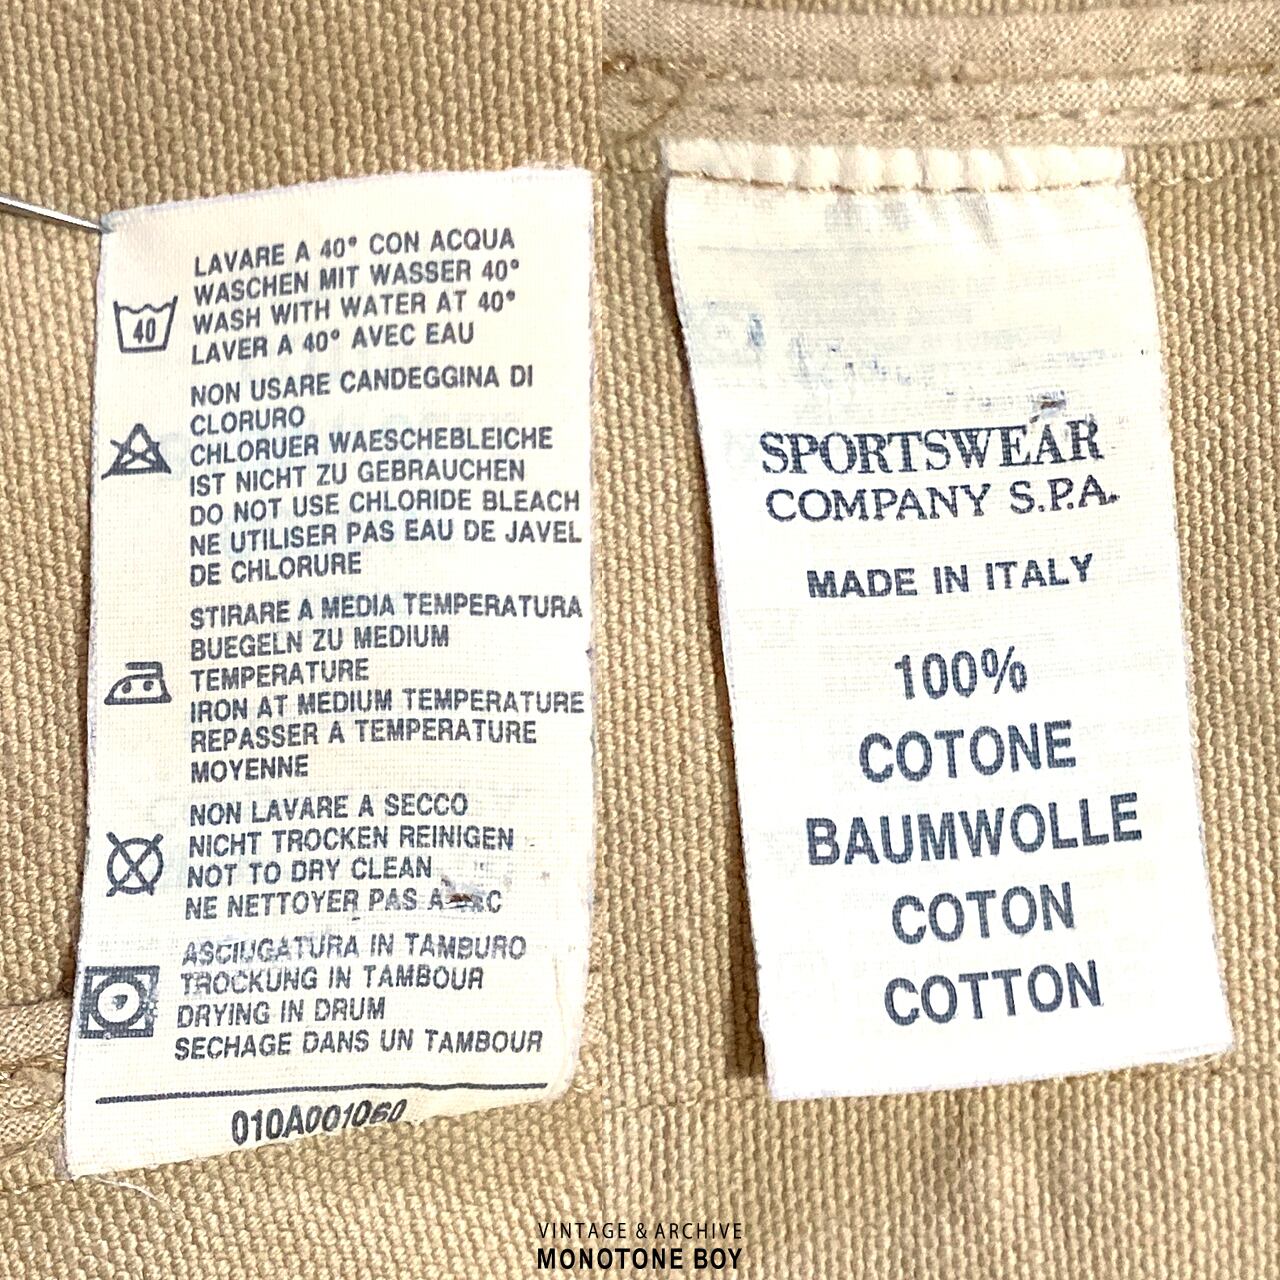 LAVARE A 40° CON ACQUA
WASCHEN MIT WASSER 40°
WASH WITH WATER AT 40°
LAVER A 40° AVEC EAU
40
NON USARE CANDEGGINA DI
CLORURO
CHLORUER WAESCHEBLEICHE
IST NICHT ZU GEBRAUCHEN
DO NOT USE CHLORIDE BLEACH
NE UTILISER PAS EAU DE JAVEL
DE CHLORURE
STIRARE A MEDIA TEMPERATURA
BUEGELN ZU MEDIUM
TEMPERATURE
IRON AT MEDIUM TEMPERATURE
REPASSER A TEMPERATURE
MOYENNE
NON LAVARE A SECCO
NICHT TROCKEN REINIGEN
NOT TO DRY CLEAN
NE NETTOYER PAS A
ASCIUGATURA IN TAMBURO
TROCKUNG IN TAMBOUR
DRYING IN DRUM
SECHAGE DANS UN TAMBOUR
010A001060
SPORTSWEAR
COMPANY S.P.A.
MADE IN ITALY
100%
COTONE
BAUMWOLLE
COTON
COTTON
VINTAGE & ARCHIVE
MONOTONE BOY